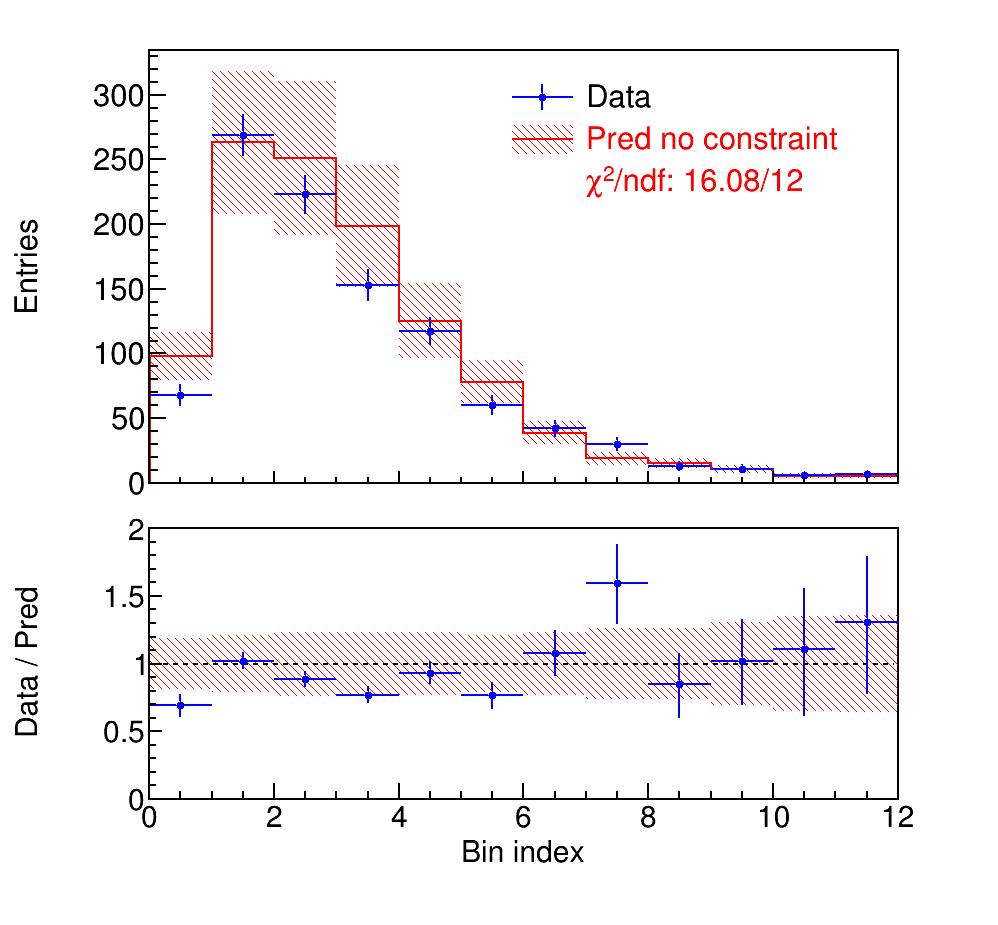 Entries
300
250
200
150
100
50
0
Data
Pred no constraint
χ²/ndf: 16.08/12
Data / Pred
2
1.5
1
0.5
0
0 2 4 6 8 10 12
Bin index